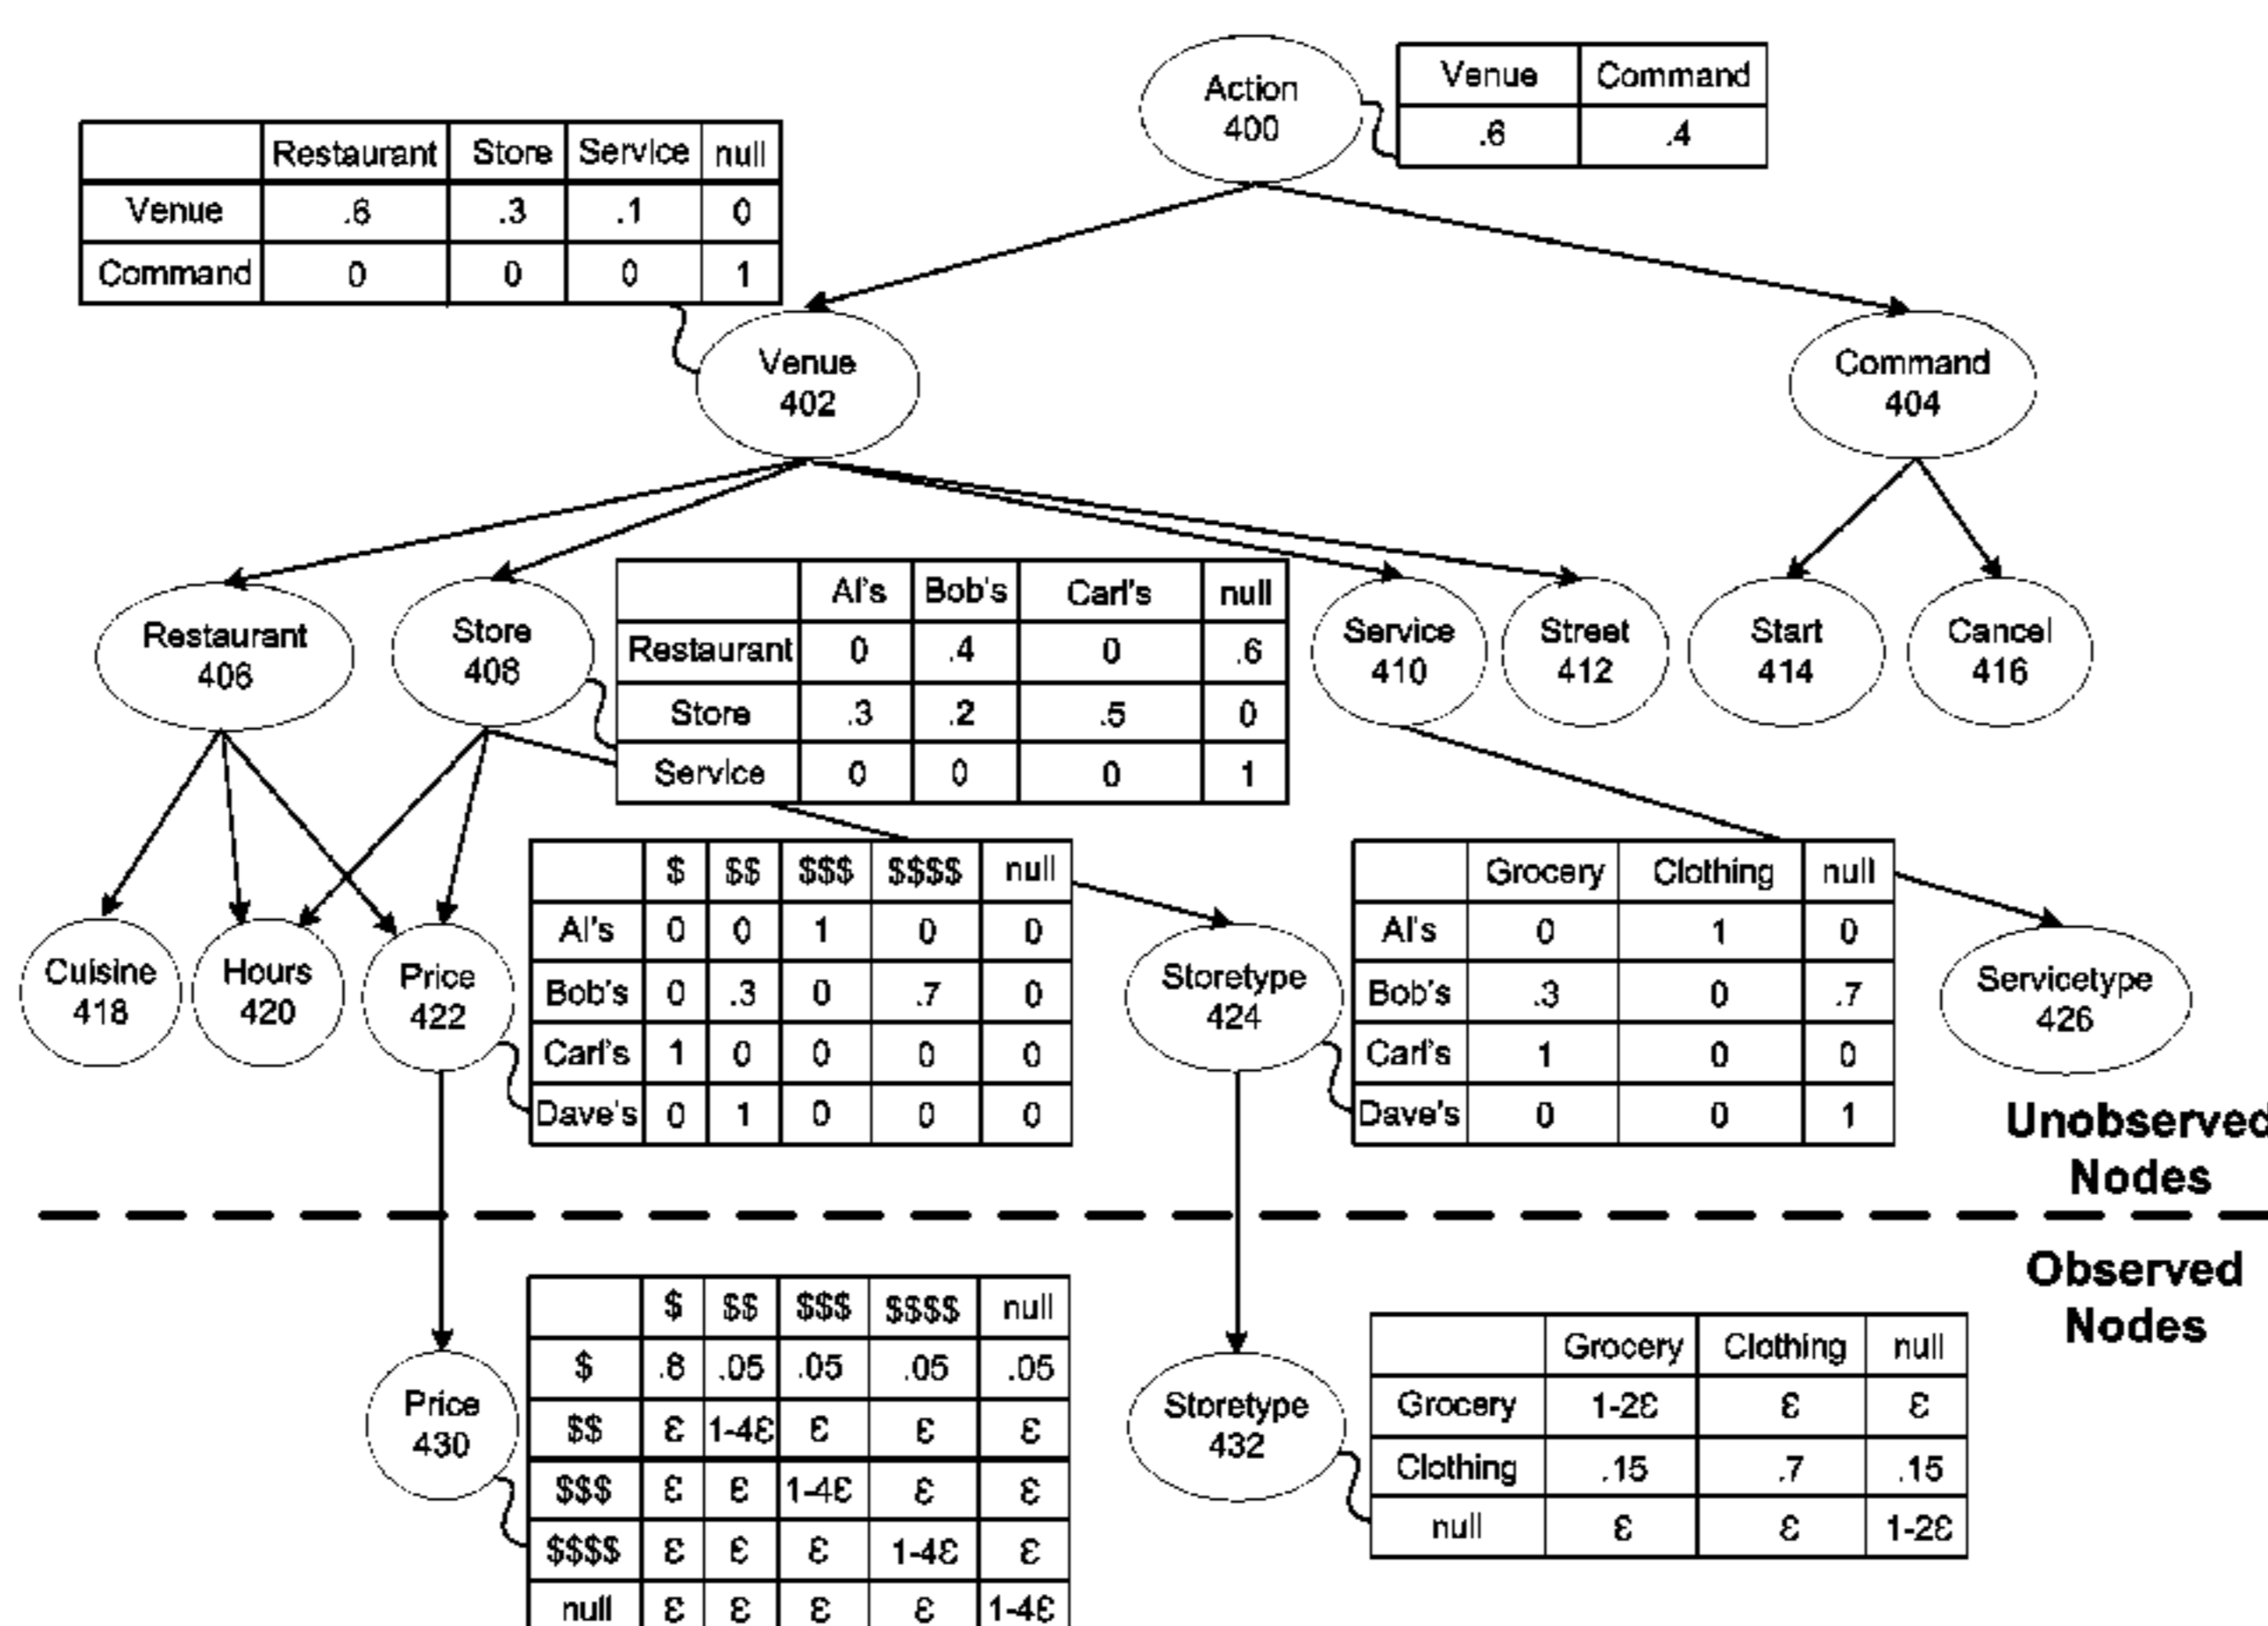 Action
400
Venue Command
.6 .4
Restaurant Store Service null
Venue .6 .3 .1 0
Command 0 0 0 1
Venue
402
Command
404
Restaurant
406
Store
408
Al's Bob's Carl's null
Restaurant 0 .4 0 .6
Store .3 .2 .5 0
Service 0 0 0 1
Service
410
Street
412
Start
414
Cancel
416
Cuisine
418
Hours
420
Price
422
$ $$ $$$ $$$$ null
Al's 0 0 1 0 0
Bob's 0 .3 0 .7 0
Carl's 1 0 0 0 0
Dave's 0 1 0 0 0
Storetype
424
Grocery Clothing null
Al's 0 1 0
Bob's .3 0 .7
Carl's 1 0 0
Dave's 0 0 1
Servicetype
426
Unobserved
Nodes
Observed
Nodes
Price
430
$ $$ $$$ $$$$ null
$ .8 .05 .05 .05 .05
$$ ε 1-4ε ε ε ε
$$$ ε ε 1-4ε ε ε
$$$$ ε ε ε 1-4ε ε
null ε ε ε ε 1-4ε
Storetype
432
Grocery Clothing null
Grocery 1-2ε ε ε
Clothing .15 .7 .15
null ε ε 1-2ε